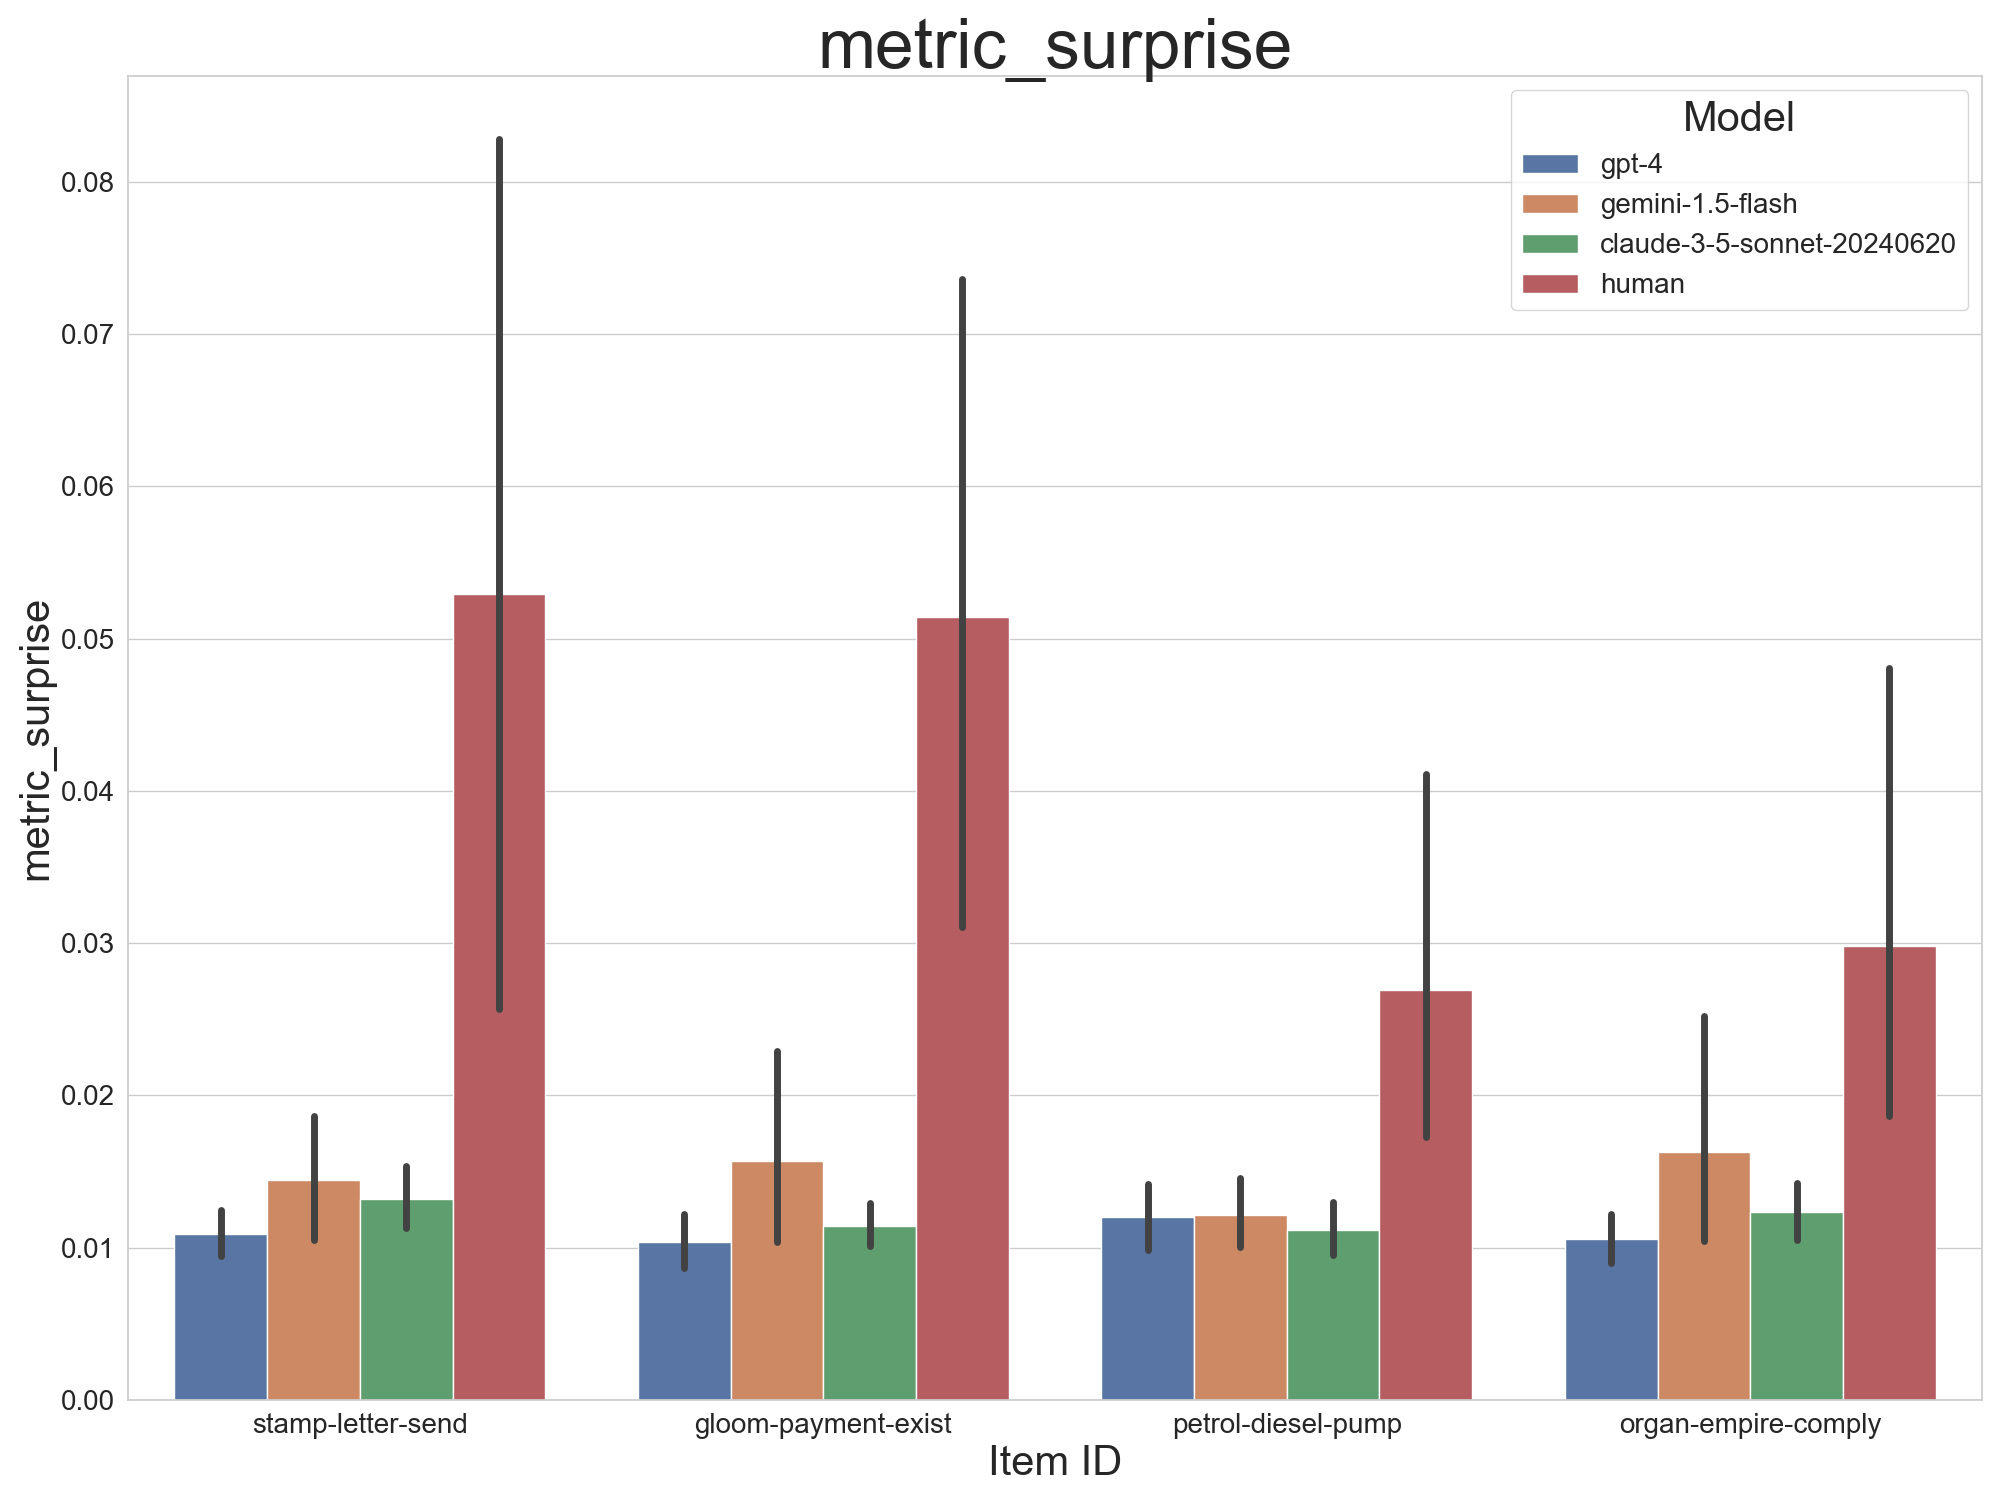 metric_surprise
Model
gpt-4
gemini-1.5-flash
claude-3-5-sonnet-20240620
human
metric_surprise
0.08
0.07
0.06
0.05
0.04
0.03
0.02
0.01
0.00
stamp-letter-send
gloom-payment-exist
petrol-diesel-pump
organ-empire-comply
Item ID